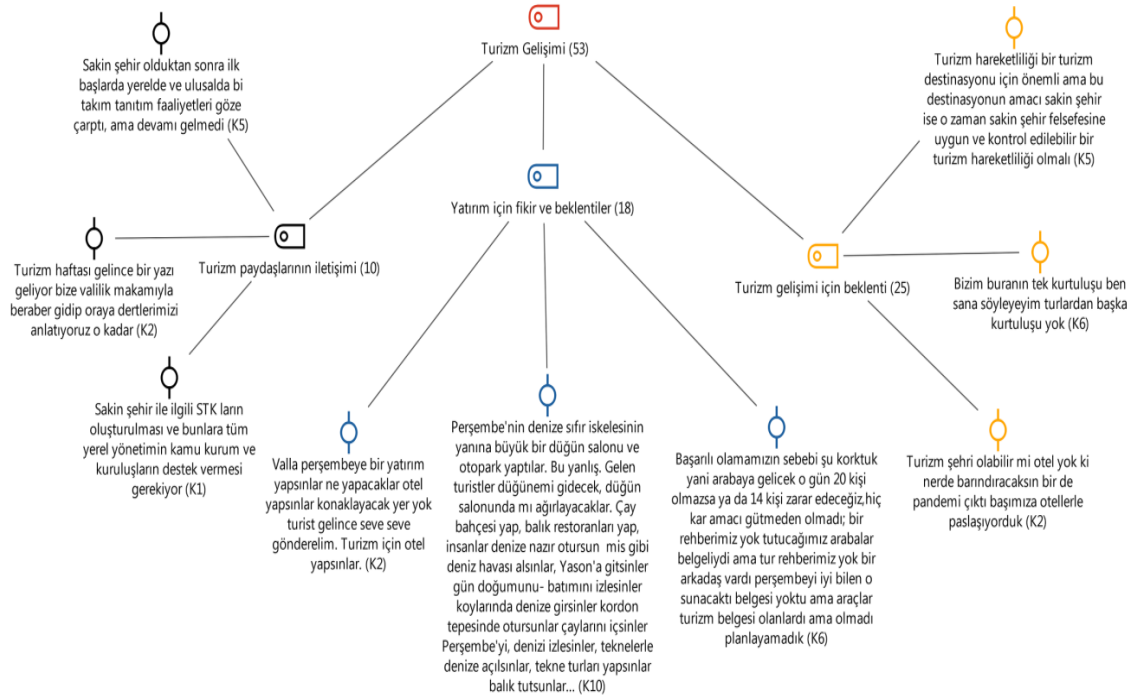 Turizm Gelişimi (53)
Sakin şehir olduktan sonra ilk
başlarda yerelde ve ulusalda bi
takım tanıtım faaliyetleri göze
çarptı, ama devamı gelmedi (K5)
Turizm hareketliliği bir turizm
destinasyonu için önemli ama bu
destinasyonun amacı sakin şehir
ise o zaman sakin şehir felsefesine
uygun ve kontrol edilebilir bir
turizm hareketliliği olmalı (K5)
Yatırım için fikir ve beklentiler (18)
Turizm paydaşlarının iletişimi (10)
Turizm haftası gelince bir yazı
geliyor bize valilik makamıyla
beraber gidip oraya dertlerimizi
anlatıyoruz o kadar (K2)
Turizm gelişimi için beklenti (25)
Bizim buranın tek kurtuluşu ben
sana söyleyeyim turlardan başka
kurtuluşu yok (K6)
Sakin şehir ile ilgili STK ların
oluşturulması ve bunlara tüm
yerel yönetimin kamu kurum ve
kuruluşların destek vermesi
gerekiyor (K1)
Valla perşembeye bir yatırım
yapsınlar ne yapacaklar otel
yapsınlar konaklayacak yer yok
turist gelince seve seve
gönderelim. Turizm için otel
yapsınlar. (K2)
Perşembe'nin denize sıfır iskelesinin
yanına büyük bir düğün salonu ve
otopark yaptılar. Bu yanlış. Gelen
turistler düğünemi gidecek, düğün
salonunda mı ağırlayacaklar. Çay
bahçesi yap, balık restoranları yap,
insanlar denize nazır otursun mis gibi
deniz havası alsınlar, Yason'a gitsinler
gün doğumunu- batımını izlesinler
koylarında denize girsinler kordon
tepesinde otursunlar çaylarını içsinler
Perşembe'yi, denizi izlesinler, teknelerle
denize açılsınlar, tekne turları yapsınlar
balık tutsunlar... (K10)
Başarılı olamamızın sebebi şu korktuk
yani arabaya gelicek o gün 20 kişi
olmazsa ya da 14 kişi zarar edeceğiz,hiç
kar amacı gütmeden olmadı; bir
rehberimiz yok tutucağımız arabalar
belgeliydi ama tur rehberimiz yok bir
arkadaş vardı perşembeyi iyi bilen o
sunacaktı belgesi yoktu ama araçlar
turizm belgesi olanlardı ama olmadı
planlayamadık (K6)
Turizm şehri olabilir mi otel yok ki
nerde barındıracaksın bir de
pandemi çıktı başımıza otellerle
paslaşıyorduk (K2)